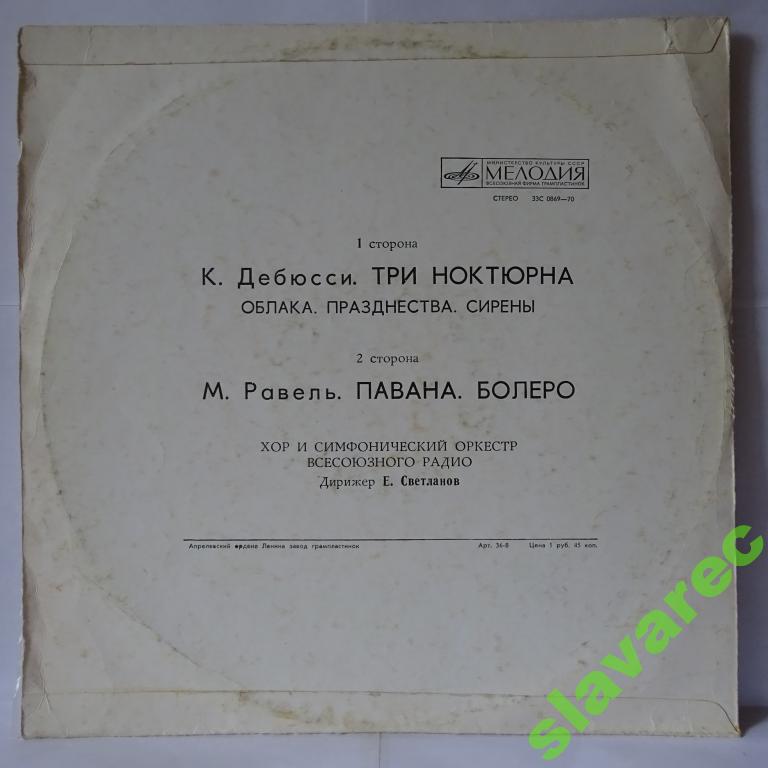 МИНИСТЕРСТВО КУЛЬТУРЫ СССР
МЕЛОДИЯ
ВСЕСОЮЗНАЯ ФИРМА ГРАМПЛАСТИНОК
СТЕРЕО 33С 0869—70
1 сторона
К. Дебюсси. ТРИ НОКТЮРНА
ОБЛАКА. ПРАЗДНЕСТВА. СИРЕНЫ
2 сторона
М. Равель. ПАВАНА. БОЛЕРО
ХОР И СИМФОНИЧЕСКИЙ ОРКЕСТР
ВСЕСОЮЗНОГО РАДИО
Дирижер Е. Светланов
Апрелевский ордена Ленина завод грампластинок Арт. 36-8 Цена 1 руб. 45 коп.
slavarec